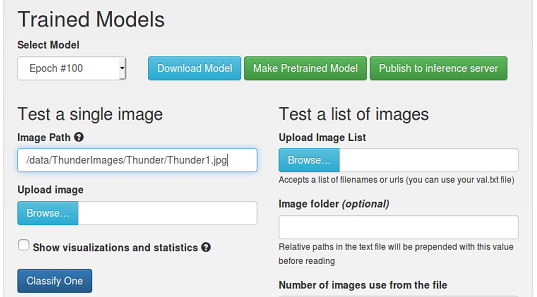 Trained Models
Select Model
Epoch #100
Download Model
Make Pretrained Model
Publish to inference server
Test a single image
Image Path
/data/ThunderImages/Thunder/Thunder1.jpg
Upload image
Browse...
Show visualizations and statistics
Classify One
Test a list of images
Upload Image List
Browse...
Accepts a list of filenames or urls (you can use your val.txt file)
Image folder (optional)
Relative paths in the text file will be prepended with this value
before reading
Number of images use from the file